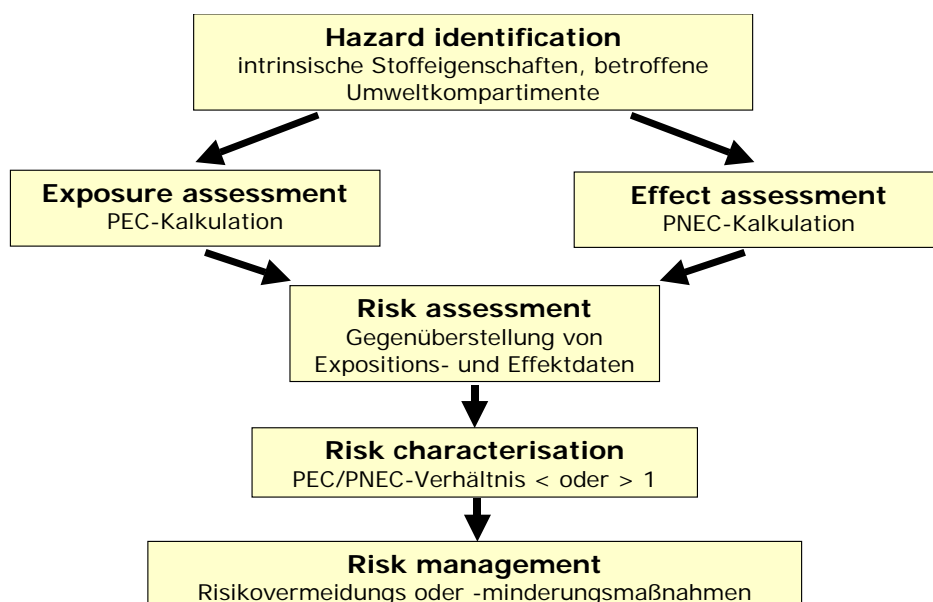 Hazard identification
intrinsische Stoffeigenschaften, betroffene
Umweltkompartimente
Exposure assessment
PEC-Kalkulation
Effect assessment
PNEC-Kalkulation
Risk assessment
Gegenüberstellung von
Expositions- und Effektdaten
Risk characterisation
PEC/PNEC-Verhältnis < oder > 1
Risk management
Risikovermeidungs oder -minderungsmaßnahmen